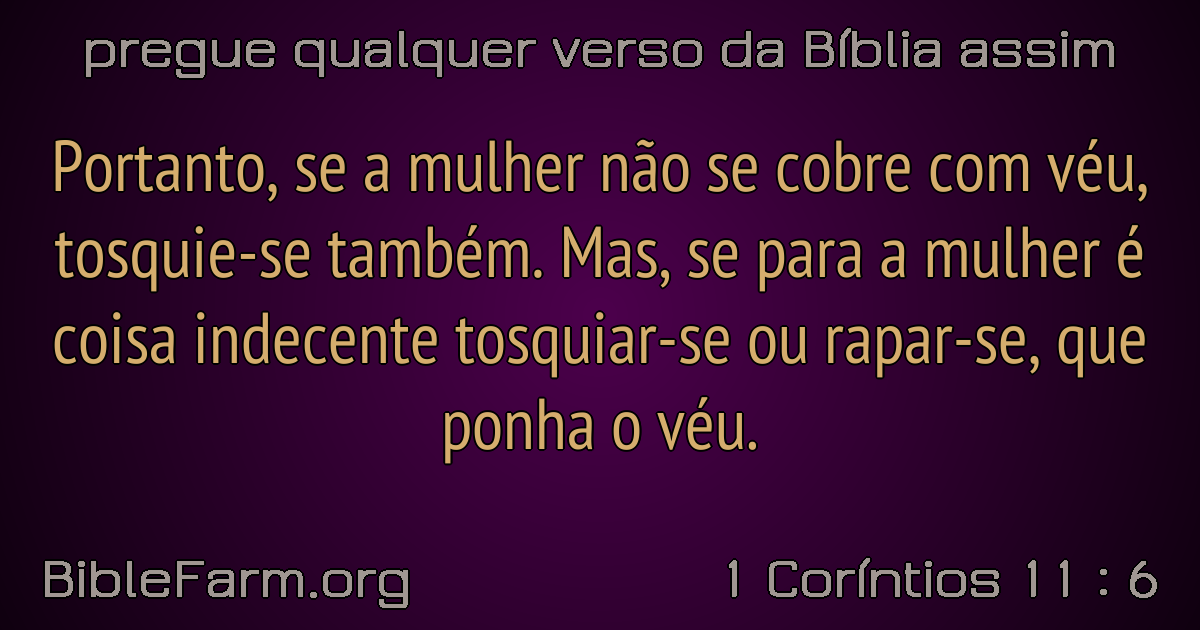 pregue qualquer verso da Bíblia assim
Portanto, se a mulher não se cobre com véu,
tosquie-se também. Mas, se para a mulher é
coisa indecente tosquiar-se ou rapar-se, que
ponha o véu.
BibleFarm.org
1 Coríntios 11 : 6